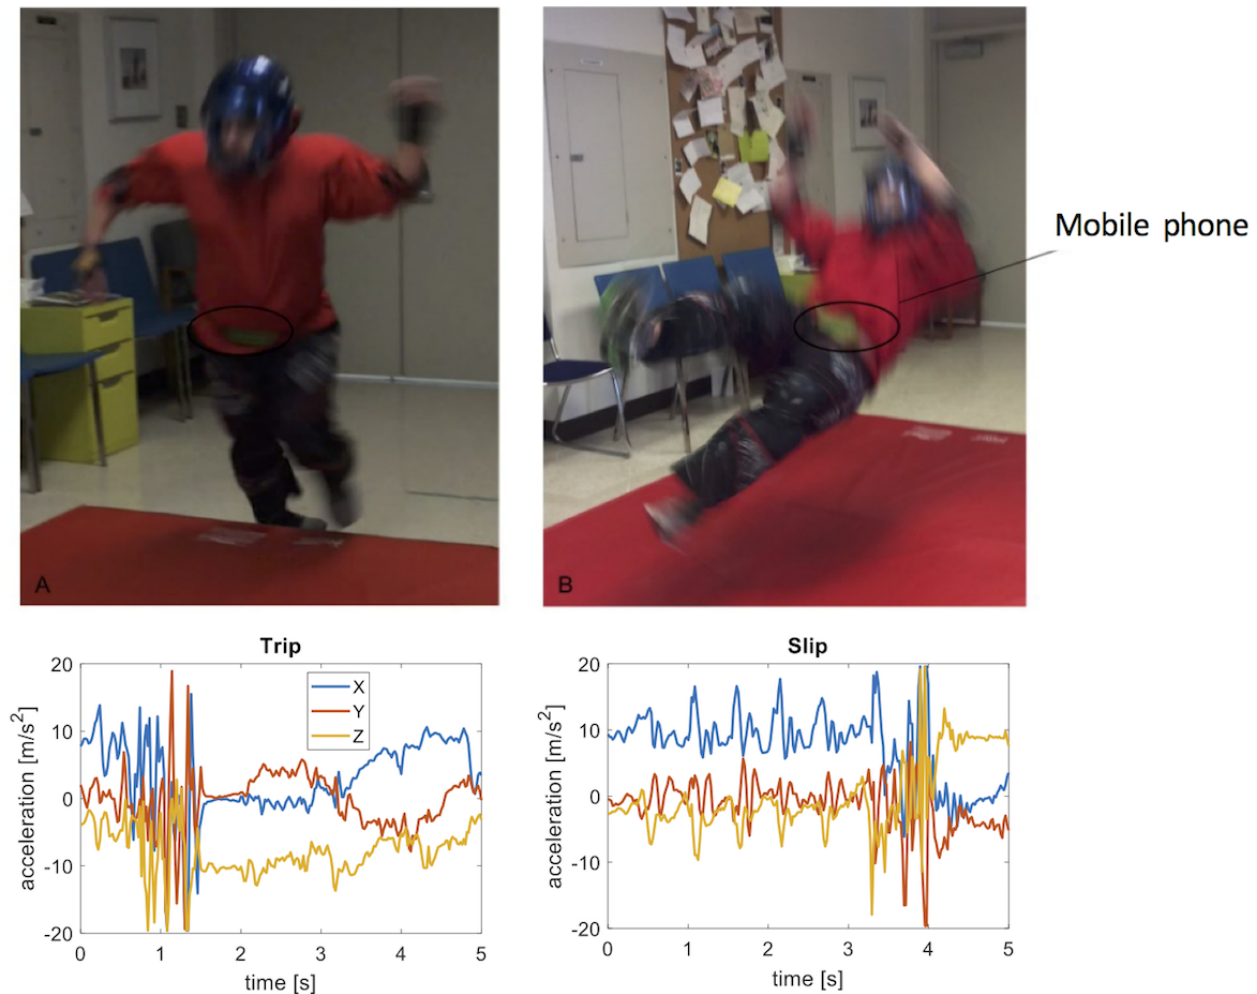 A
B
Mobile phone
Trip
20
10
0
-10
-20
acceleration [m/s²]
X
Y
Z
0 1 2 3 4 5
time [s]
Slip
20
10
0
-10
-20
acceleration [m/s²]
0 1 2 3 4 5
time [s]